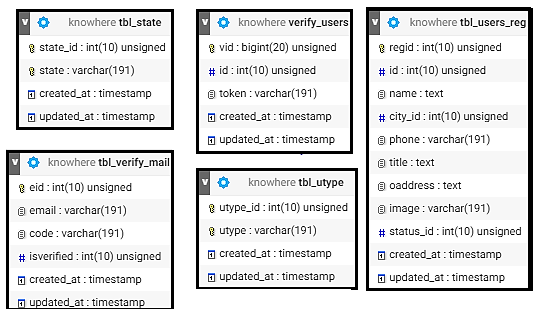 knowhere tbl_state
state_id : int(10) unsigned
state : varchar(191)
created_at : timestamp
updated_at : timestamp
knowhere verify_users
vid : bigint(20) unsigned
id : int(10) unsigned
token : varchar(191)
created_at : timestamp
updated_at : timestamp
knowhere tbl_users_reg
regid : int(10) unsigned
id : int(10) unsigned
name : text
city_id : int(10) unsigned
phone : varchar(191)
title : text
oaddress : text
image : varchar(191)
status_id : int(10) unsigned
created_at : timestamp
updated_at : timestamp
knowhere tbl_verify_mail
eid : int(10) unsigned
email : varchar(191)
code : varchar(191)
isverified : int(10) unsigned
created_at : timestamp
updated_at : timestamp
knowhere tbl_utype
utype_id : int(10) unsigned
utype : varchar(191)
created_at : timestamp
updated_at : timestamp